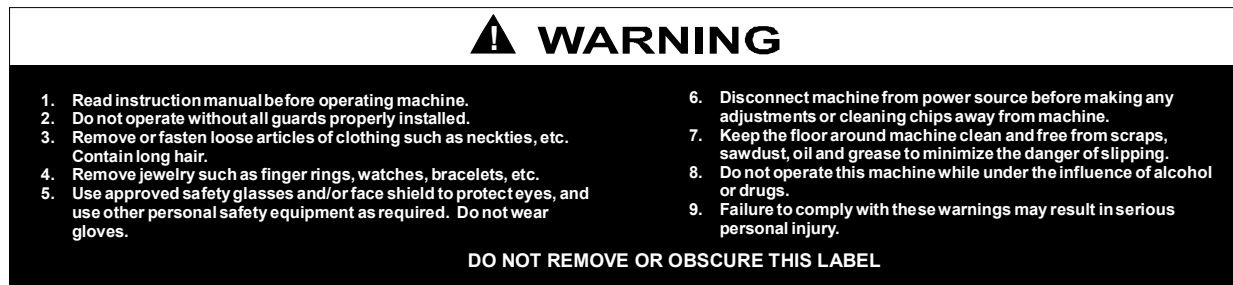 WARNING
1. Read instruction manual before operating machine.
2. Do not operate without all guards properly installed.
3. Remove or fasten loose articles of clothing such as neckties, etc.
Contain long hair.
4. Remove jewelry such as finger rings, watches, bracelets, etc.
5. Use approved safety glasses and/or face shield to protect eyes, and
use other personal safety equipment as required. Do not wear
gloves.
6. Disconnect machine from power source before making any
adjustments or cleaning chips away from machine.
7. Keep the floor around machine clean and free from scraps,
sawdust, oil and grease to minimize the danger of slipping.
8. Do not operate this machine while under the influence of alcohol
or drugs.
9. Failure to comply with these warnings may result in serious
personal injury.
DO NOT REMOVE OR OBSCURE THIS LABEL